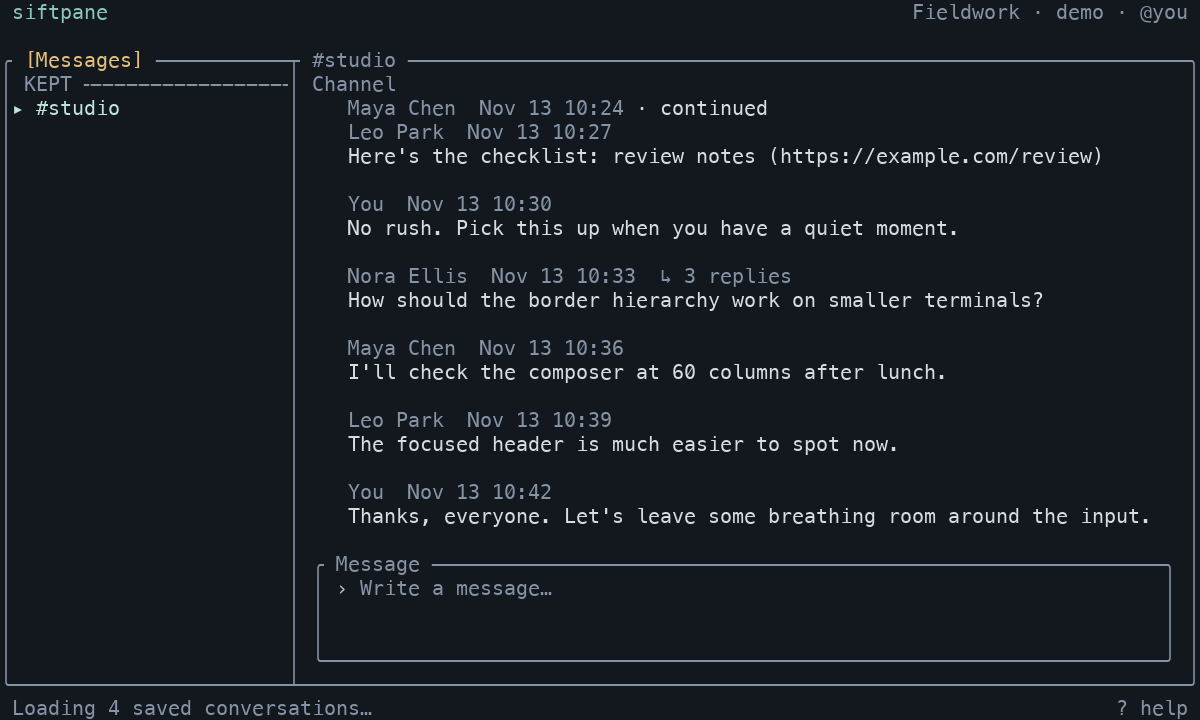 siftpane
Fieldwork · demo · @you
[Messages]
KEPT
▸ #studio
#studio
Channel
Maya Chen  Nov 13 10:24 · continued
Leo Park  Nov 13 10:27
Here's the checklist: review notes (https://example.com/review)
You  Nov 13 10:30
No rush. Pick this up when you have a quiet moment.
Nora Ellis  Nov 13 10:33  ↳ 3 replies
How should the border hierarchy work on smaller terminals?
Maya Chen  Nov 13 10:36
I'll check the composer at 60 columns after lunch.
Leo Park  Nov 13 10:39
The focused header is much easier to spot now.
You  Nov 13 10:42
Thanks, everyone. Let's leave some breathing room around the input.
Message
› Write a message…
Loading 4 saved conversations…
? help